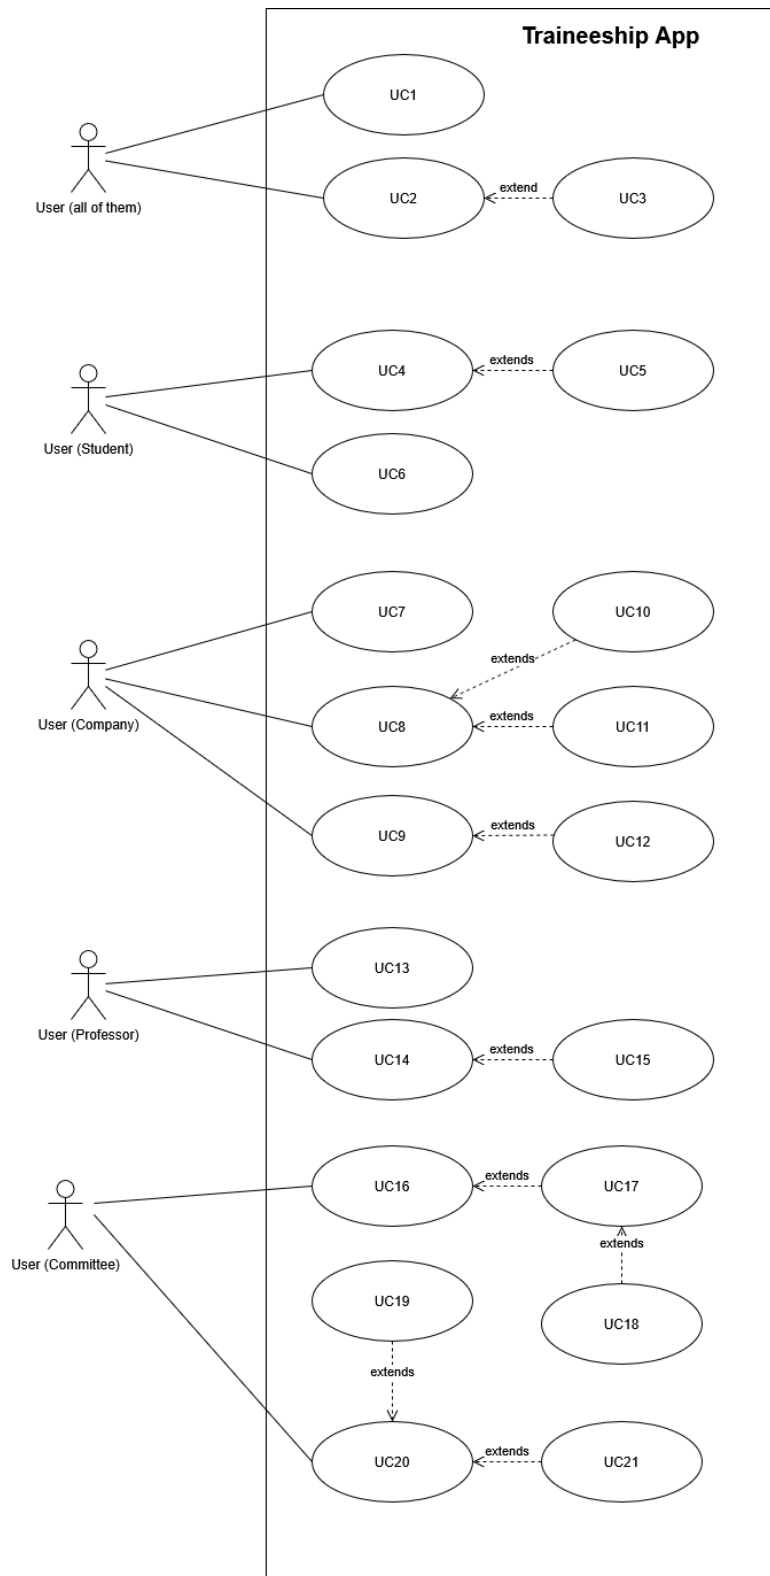 Traineeship App
UC1
User (all of them)
UC2
extend
UC3
UC4
extends
UC5
User (Student)
UC6
UC7
UC10
extends
User (Company)
UC8
extends
UC11
UC9
extends
UC12
UC13
User (Professor)
UC14
extends
UC15
UC16
extends
UC17
User (Committee)
extends
UC19
UC18
extends
UC20
extends
UC21